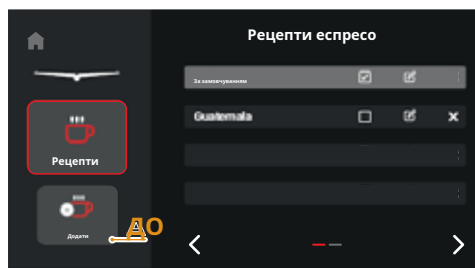 Рецепти еспресо
За замовчуванням
Guatemala
Рецепти
Додати
ДО